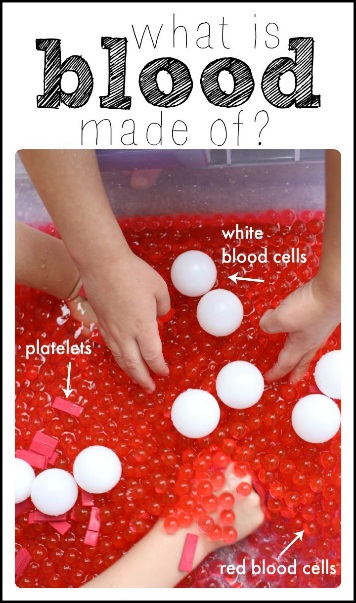 what is
blood
made of?
white
blood cells
platelets
red blood cells